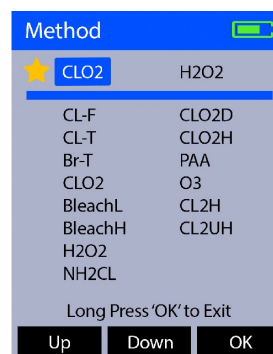 Method
CLO2 H2O2
CL-F CLO2D
CL-T CLO2H
Br-T PAA
CLO2 O3
BleachL CL2H
BleachH CL2UH
H2O2
NH2CL
Long Press 'OK' to Exit
Up Down OK